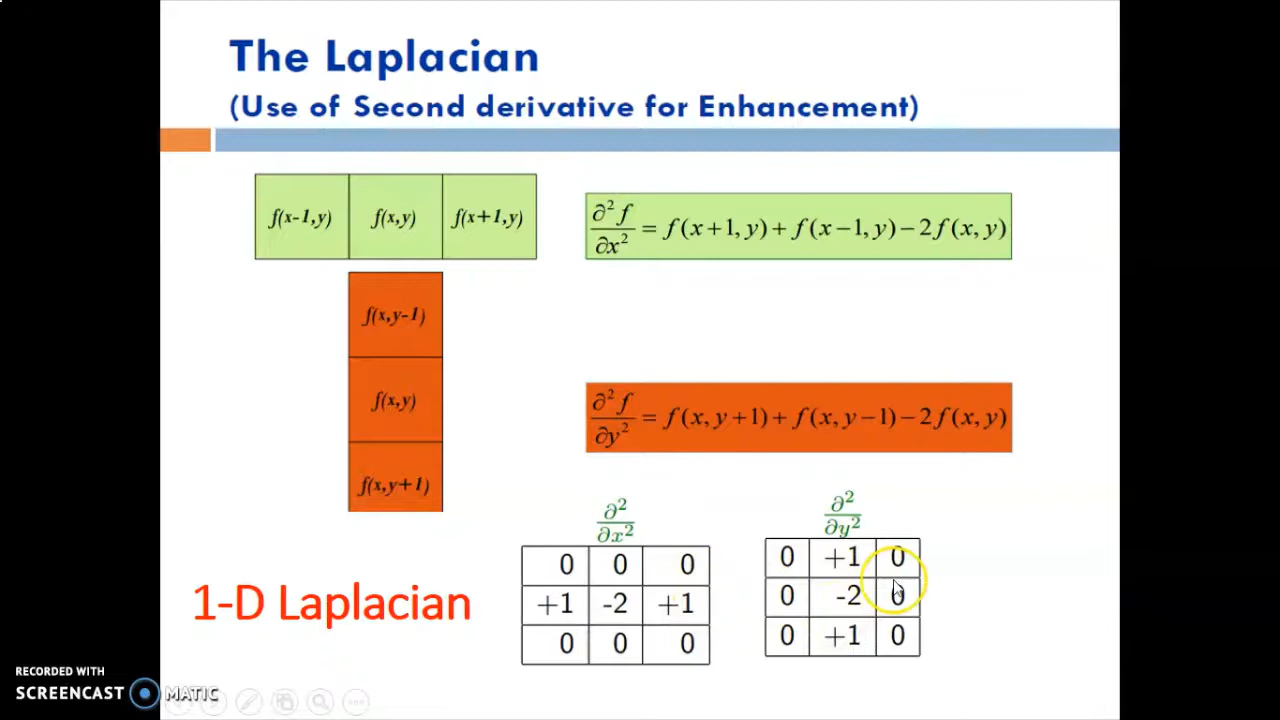 The Laplacian
(Use of Second derivative for Enhancement)
f(x-1,y) f(x,y) f(x+1,y)
∂²f/∂x² = f(x+1, y) + f(x−1, y) − 2f(x, y)
f(x,y-1)
f(x,y)
f(x,y+1)
∂²f/∂y² = f(x, y+1) + f(x, y−1) − 2f(x, y)
1-D Laplacian
∂²/∂x²
0 0 0
+1 -2 +1
0 0 0
∂²/∂y²
0 +1 0
0 -2 0
0 +1 0
RECORDED WITH
SCREENCAST MATIC